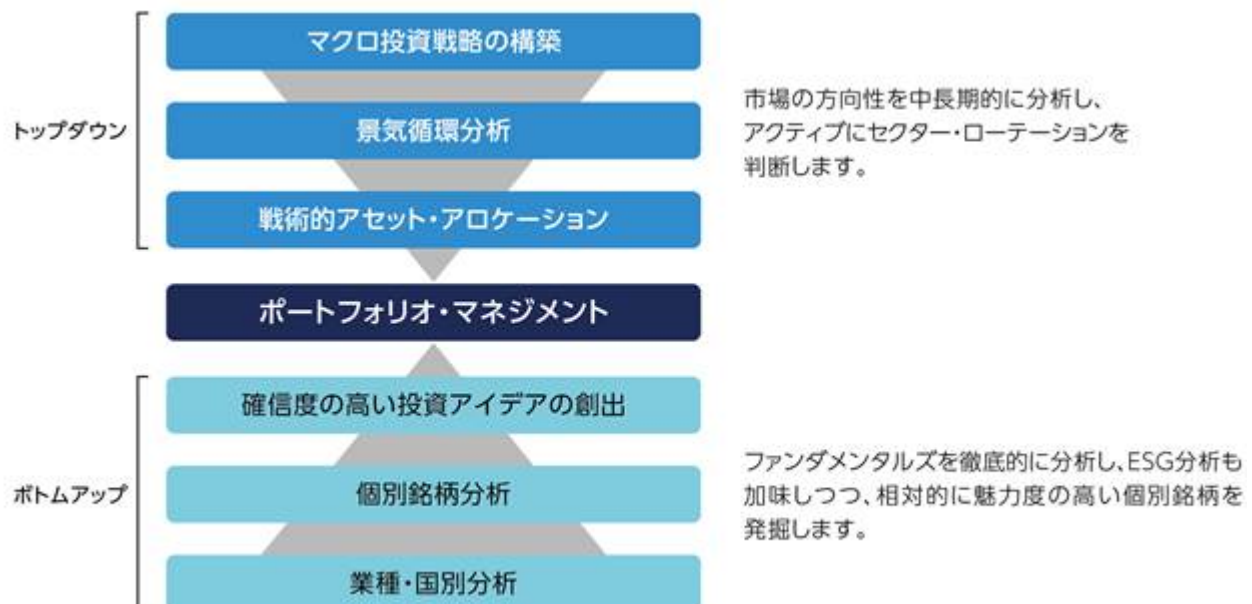 トップダウン
マクロ投資戦略の構築
景気循環分析
戦術的アセット・アロケーション
市場の方向性を中長期的に分析し、
アクティブにセクター・ローテーションを
判断します。
ポートフォリオ・マネジメント
ボトムアップ
確信度の高い投資アイデアの創出
個別銘柄分析
業種・国別分析
ファンダメンタルズを徹底的に分析し、ESG分析も
加味しつつ、相対的に魅力度の高い個別銘柄を
発掘します。